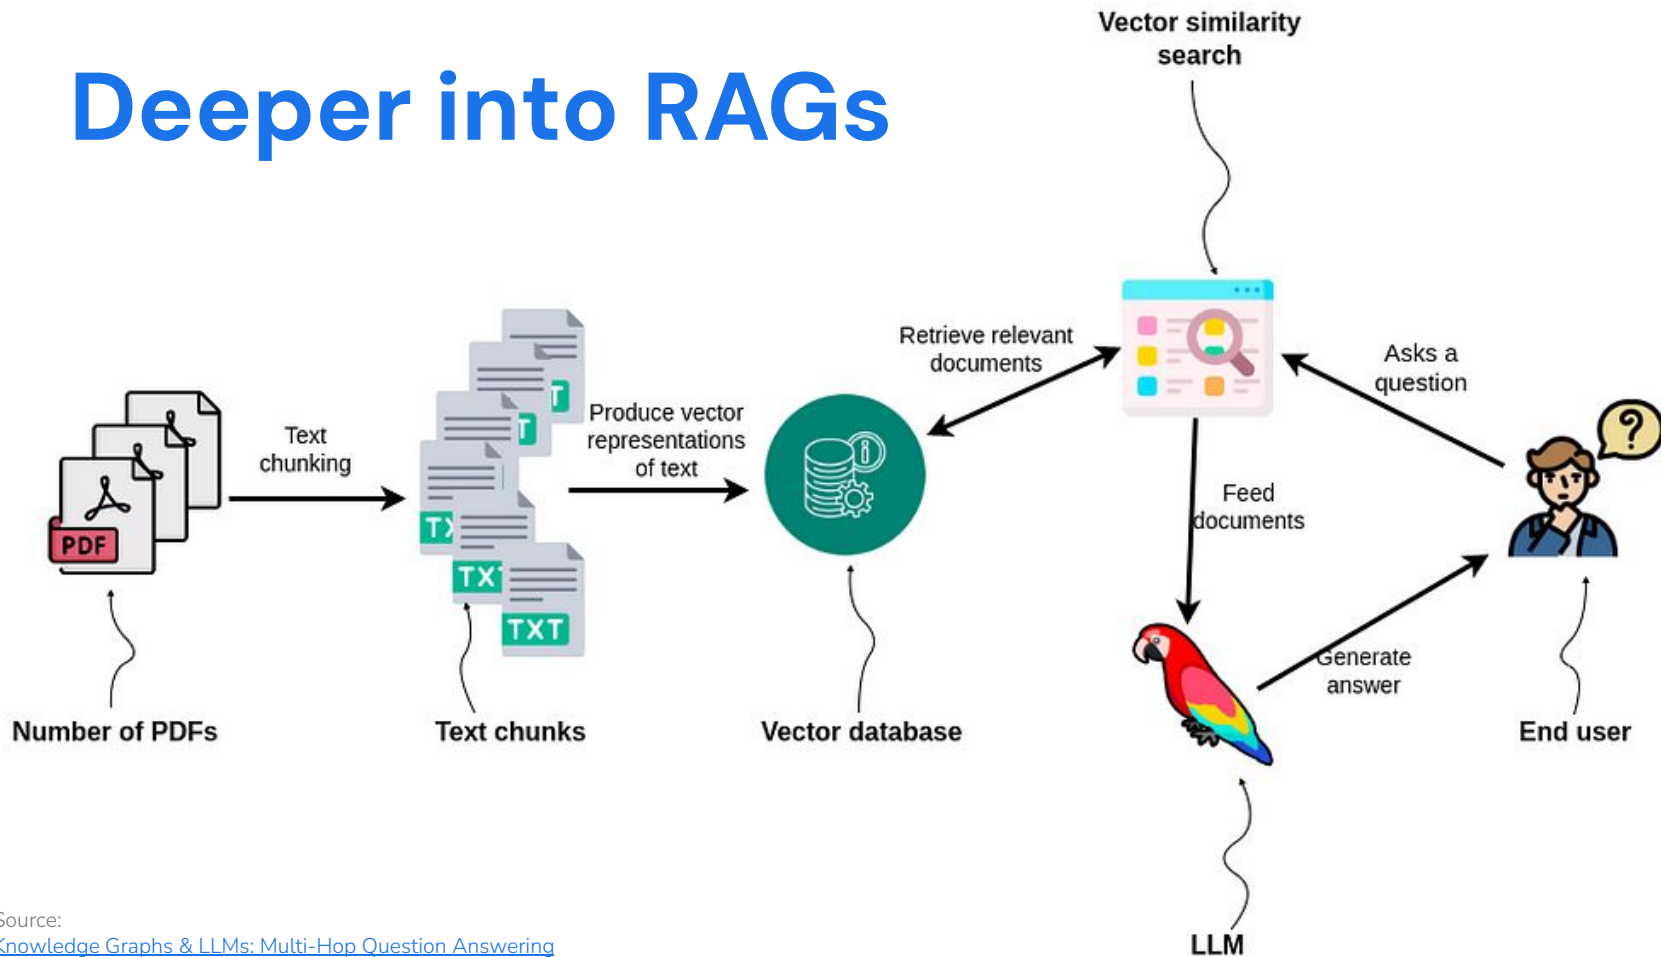 Deeper into RAGs
Vector similarity
search
Retrieve relevant
documents
Asks a
question
?
Text
chunking
Produce vector
representations
of text
Feed
documents
PDF
TXT
TXT
Generate
answer
Number of PDFs
Text chunks
Vector database
End user
LLM
Source:
Knowledge Graphs & LLMs: Multi-Hop Question Answering